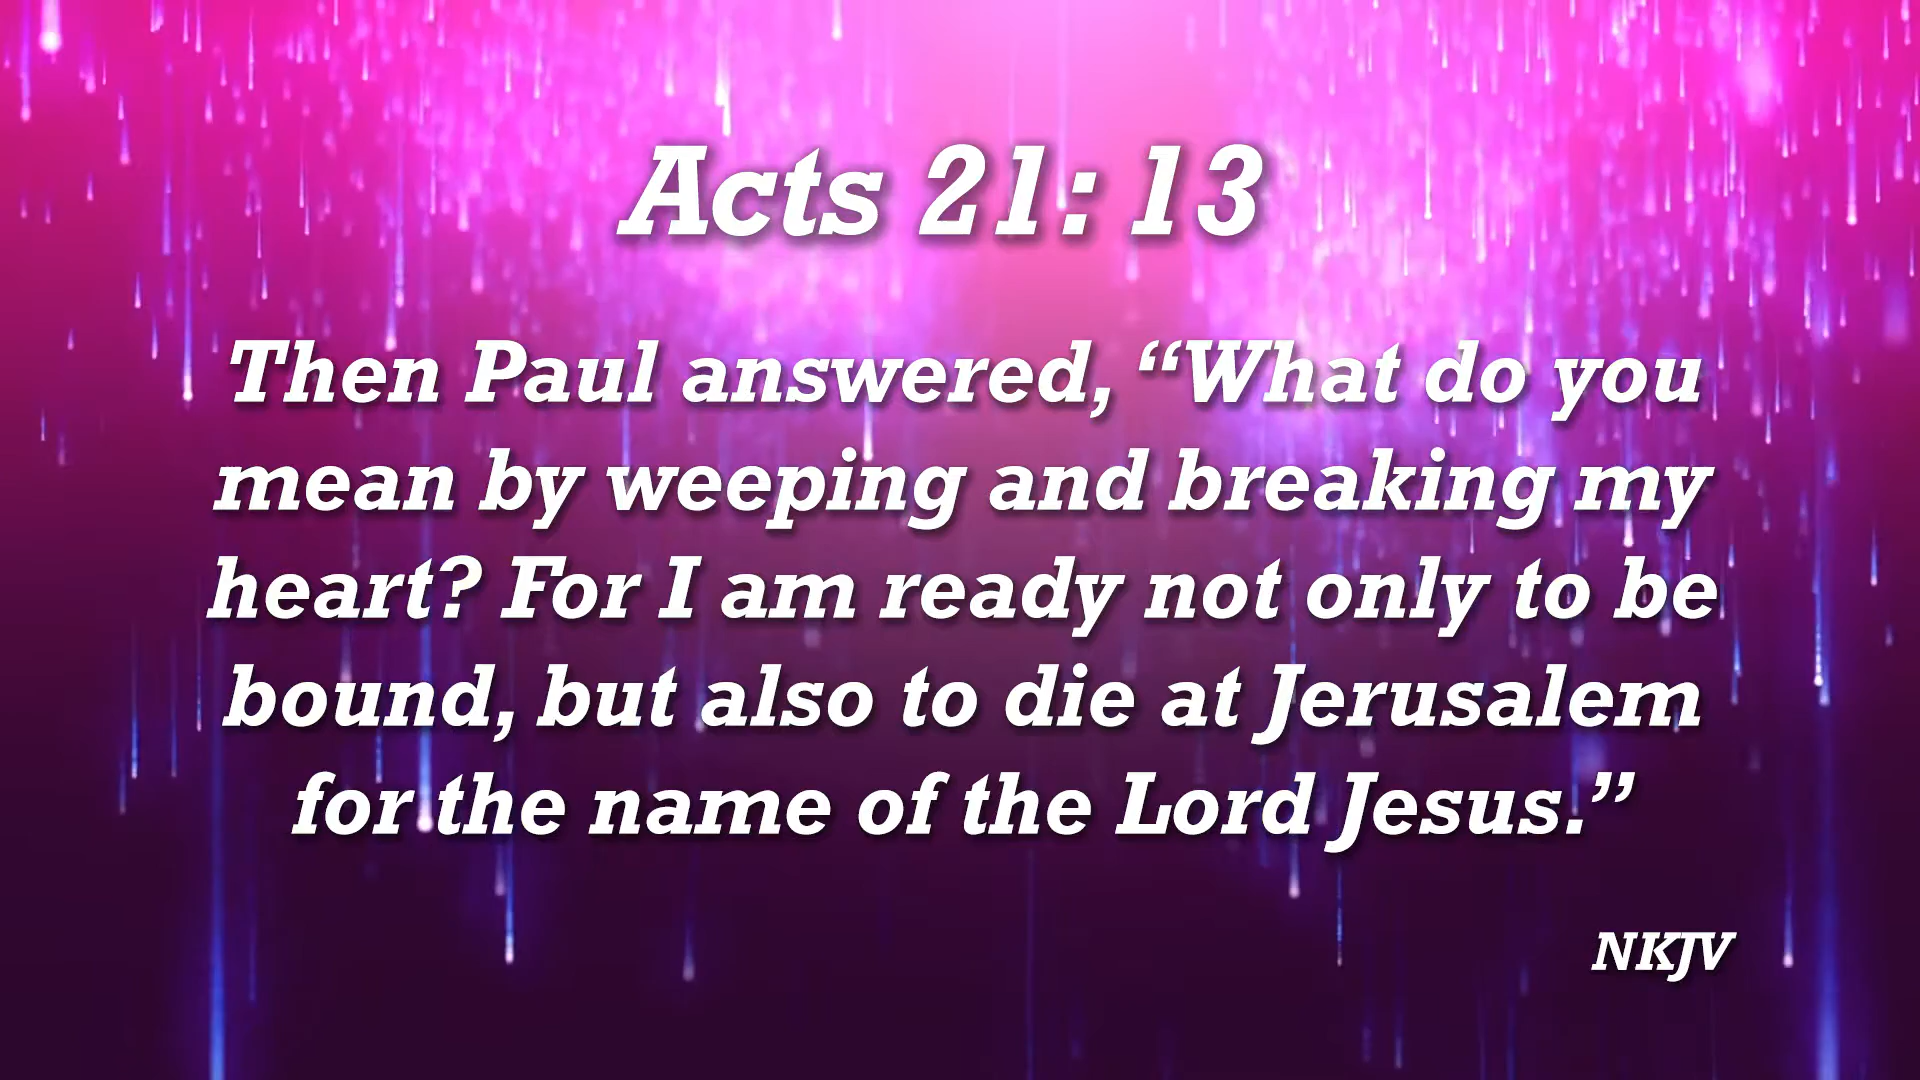 Acts 21: 13
Then Paul answered, “What do you
mean by weeping and breaking my
heart? For I am ready not only to be
bound, but also to die at Jerusalem
for the name of the Lord Jesus.”
NKJV